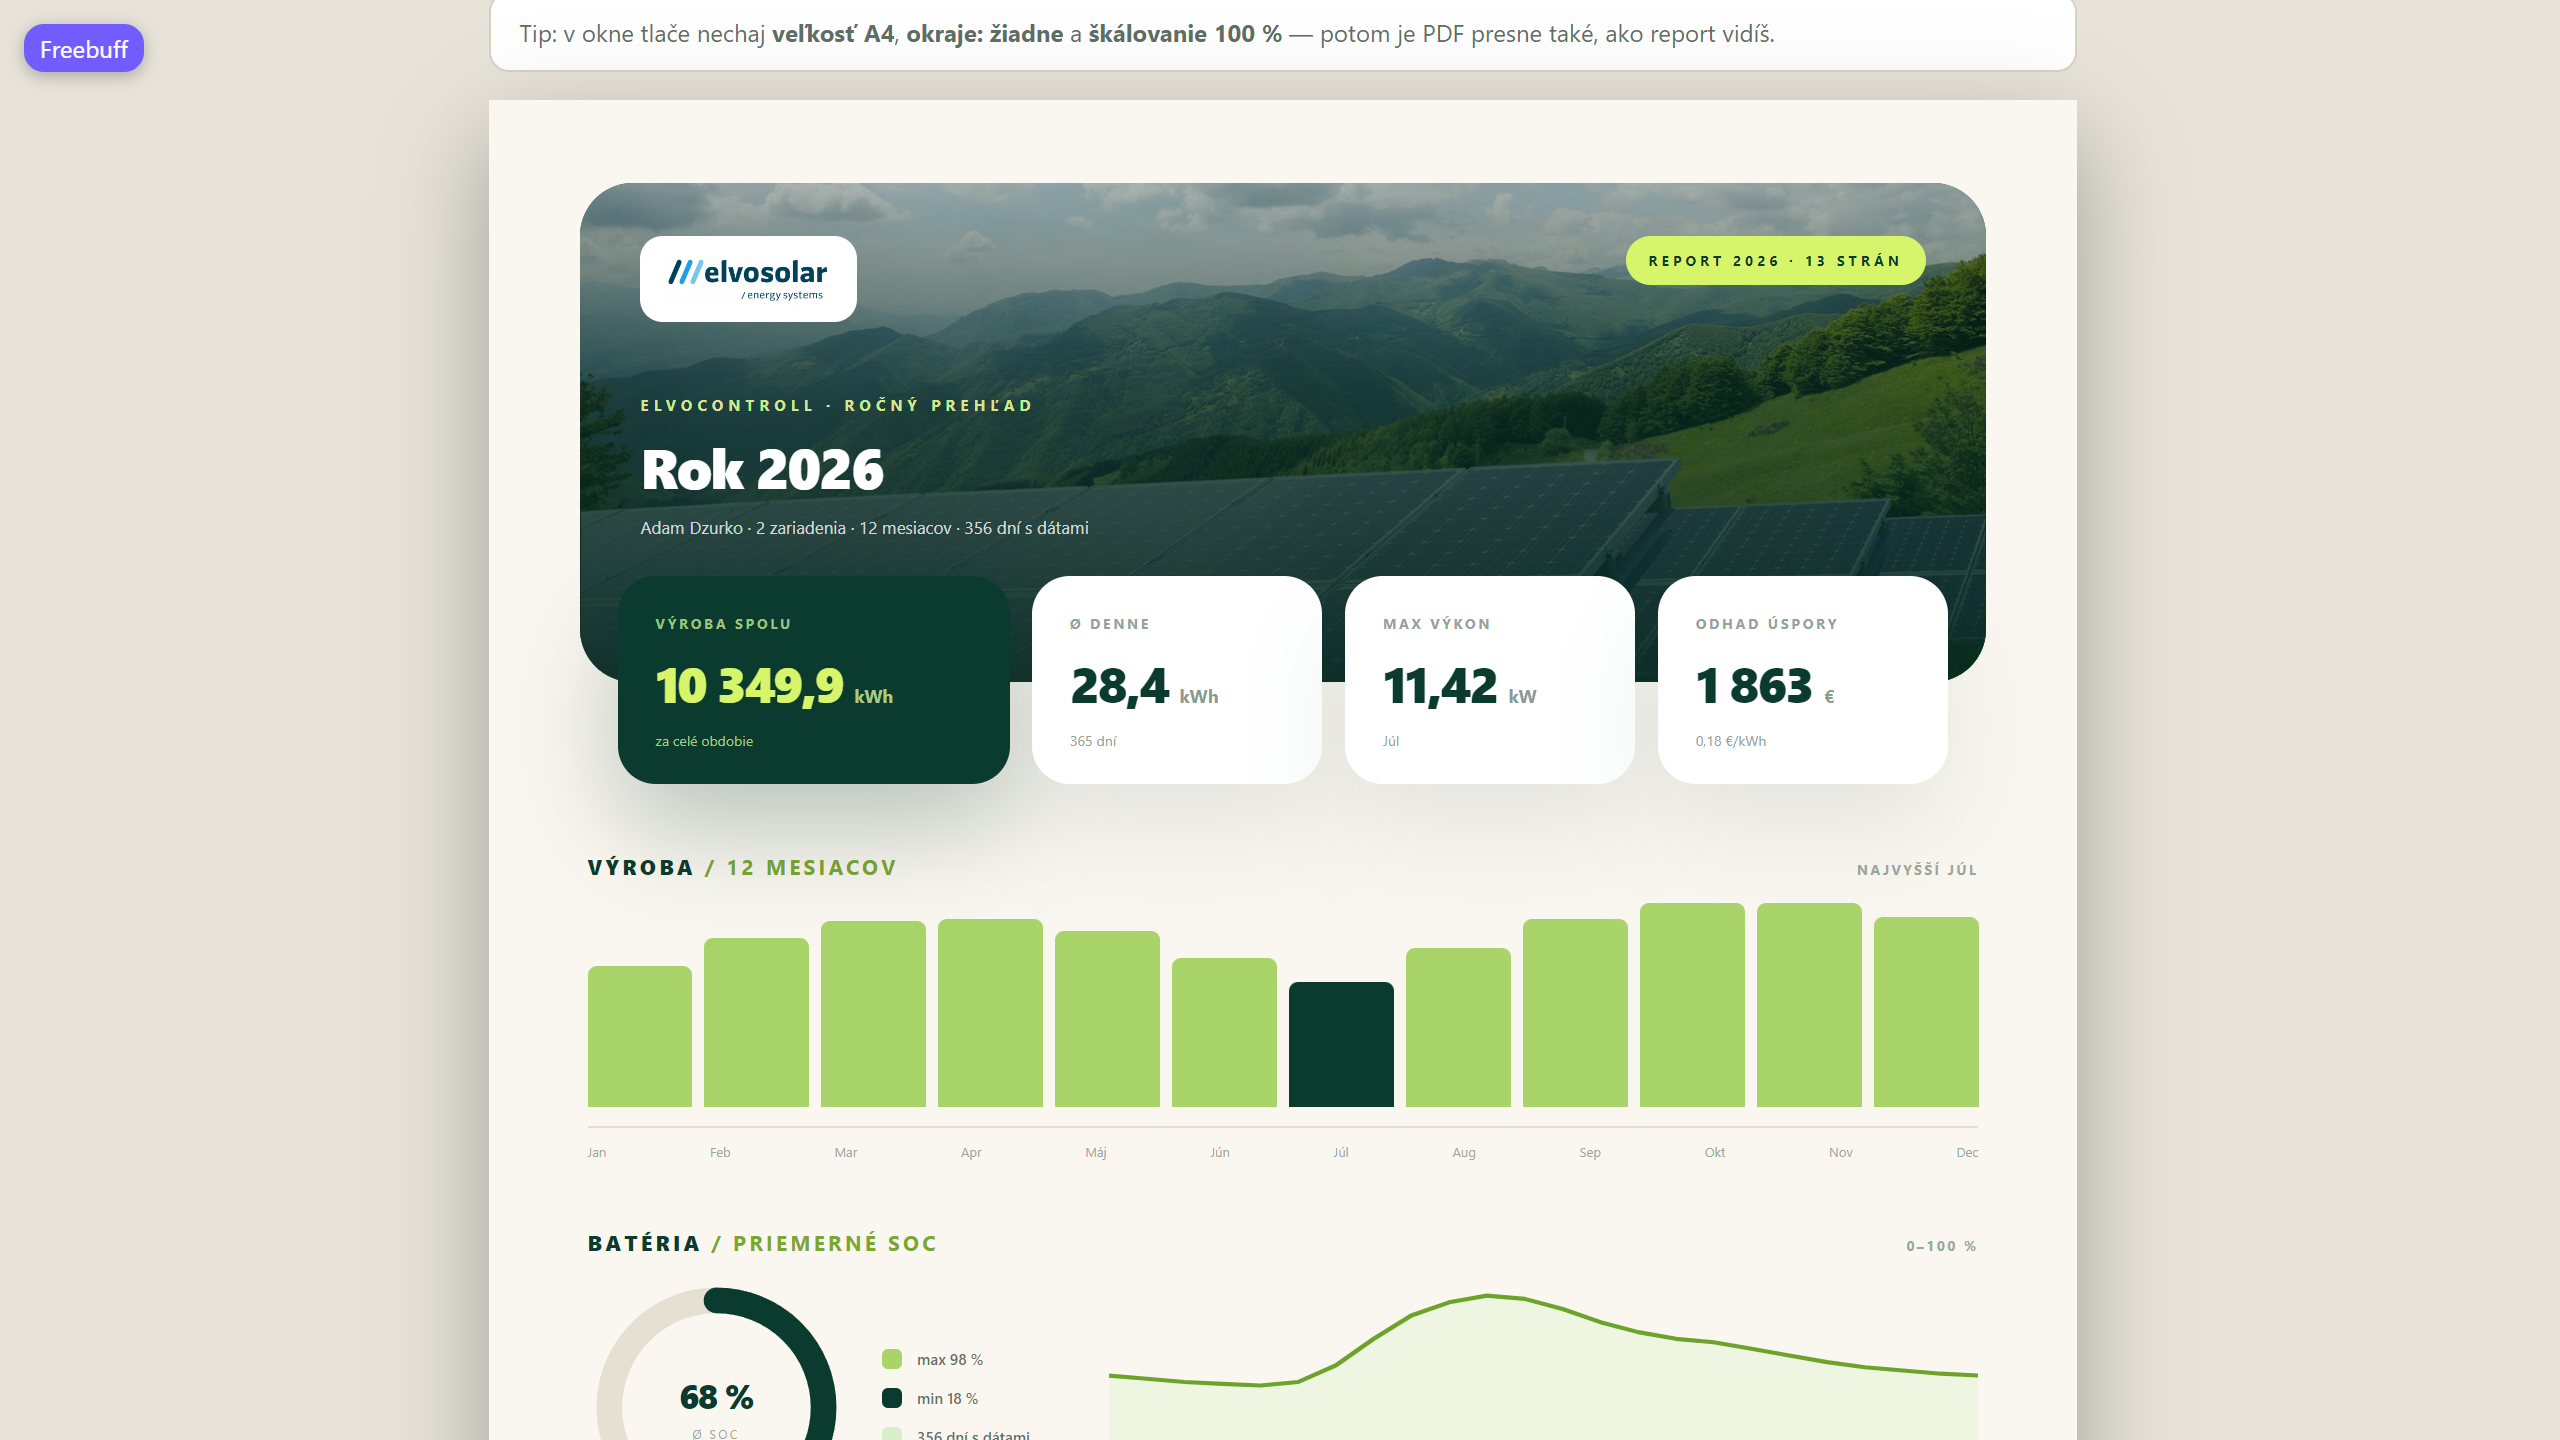 Freebuff
Tip: v okne tlače nechaj veľkosť A4, okraje: žiadne a škálovanie 100 % — potom je PDF presne také, ako report vidíš.
elvosolar
/ energy systems
REPORT 2026 · 13 STRÁN
ELVOCONTROLL · ROČNÝ PREHĽAD
Rok 2026
Adam Dzurko · 2 zariadenia · 12 mesiacov · 356 dní s dátami
VÝROBA SPOLU
10 349,9 kWh
za celé obdobie
Ø DENNE
28,4 kWh
365 dní
MAX VÝKON
11,42 kW
Júl
ODHAD ÚSPORY
1 863 €
0,18 €/kWh
VÝROBA / 12 MESIACOV
NAJVYŠŠÍ JÚL
Jan Feb Mar Apr Máj Jún Júl Aug Sep Okt Nov Dec
BATÉRIA / PRIEMERNÉ SOC
0–100 %
68 %
Ø SOC
max 98 %
min 18 %
356 dní s dátami